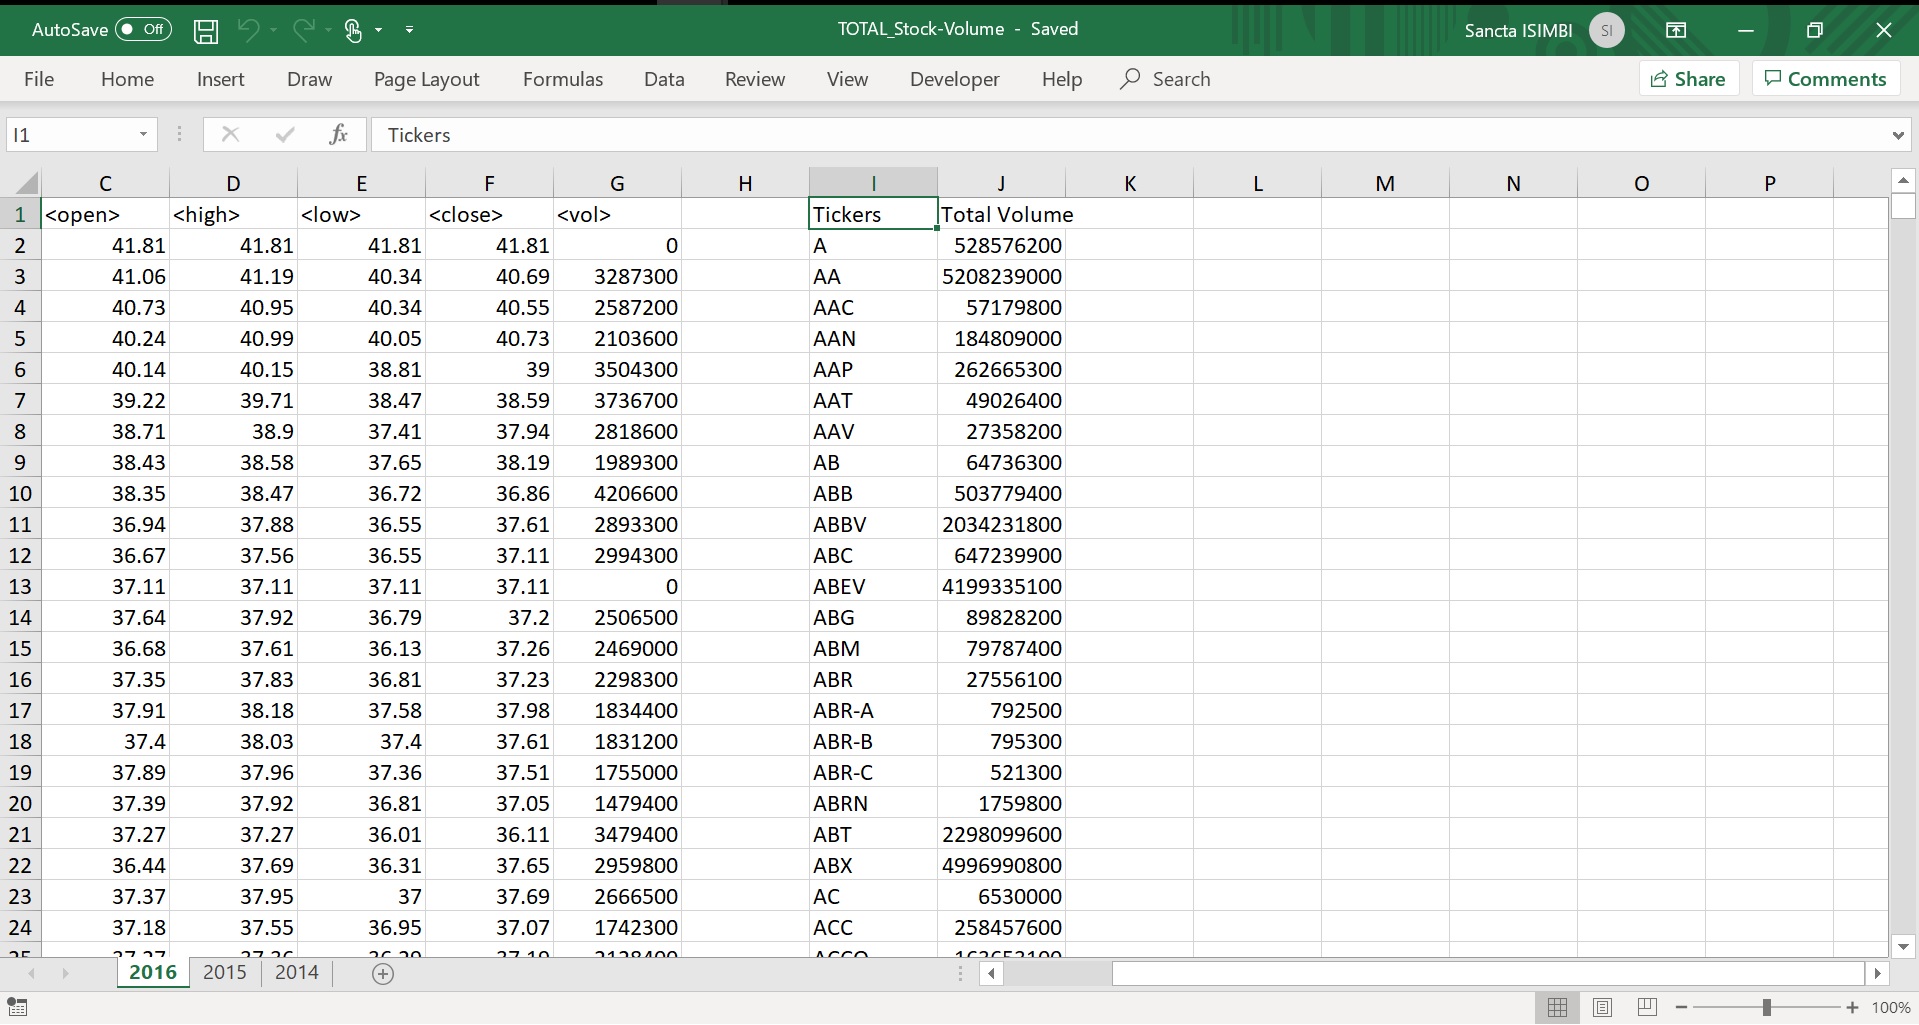 AutoSave Off TOTAL_Stock-Volume - Saved Sancta ISIMBI SI
File Home Insert Draw Page Layout Formulas Data Review View Developer Help Search Share Comments
I1 fx Tickers
C D E F G H I J K L M N O P
1 <open> <high> <low> <close> <vol> Tickers Total Volume
2 41.81 41.81 41.81 41.81 0 A 528576200
3 41.06 41.19 40.34 40.69 3287300 AA 5208239000
4 40.73 40.95 40.34 40.55 2587200 AAC 57179800
5 40.24 40.99 40.05 40.73 2103600 AAN 184809000
6 40.14 40.15 38.81 39 3504300 AAP 262665300
7 39.22 39.71 38.47 38.59 3736700 AAT 49026400
8 38.71 38.9 37.41 37.94 2818600 AAV 27358200
9 38.43 38.58 37.65 38.19 1989300 AB 64736300
10 38.35 38.47 36.72 36.86 4206600 ABB 503779400
11 36.94 37.88 36.55 37.61 2893300 ABBV 2034231800
12 36.67 37.56 36.55 37.11 2994300 ABC 647239900
13 37.11 37.11 37.11 37.11 0 ABEV 4199335100
14 37.64 37.92 36.79 37.2 2506500 ABG 89828200
15 36.68 37.61 36.13 37.26 2469000 ABM 79787400
16 37.35 37.83 36.81 37.23 2298300 ABR 27556100
17 37.91 38.18 37.58 37.98 1834400 ABR-A 792500
18 37.4 38.03 37.4 37.61 1831200 ABR-B 795300
19 37.89 37.96 37.36 37.51 1755000 ABR-C 521300
20 37.39 37.92 36.81 37.05 1479400 ABRN 1759800
21 37.27 37.27 36.01 36.11 3479400 ABT 2298099600
22 36.44 37.69 36.31 37.65 2959800 ABX 4996990800
23 37.37 37.95 37 37.69 2666500 AC 6530000
24 37.18 37.55 36.95 37.07 1742300 ACC 258457600
2016 2015 2014
100%